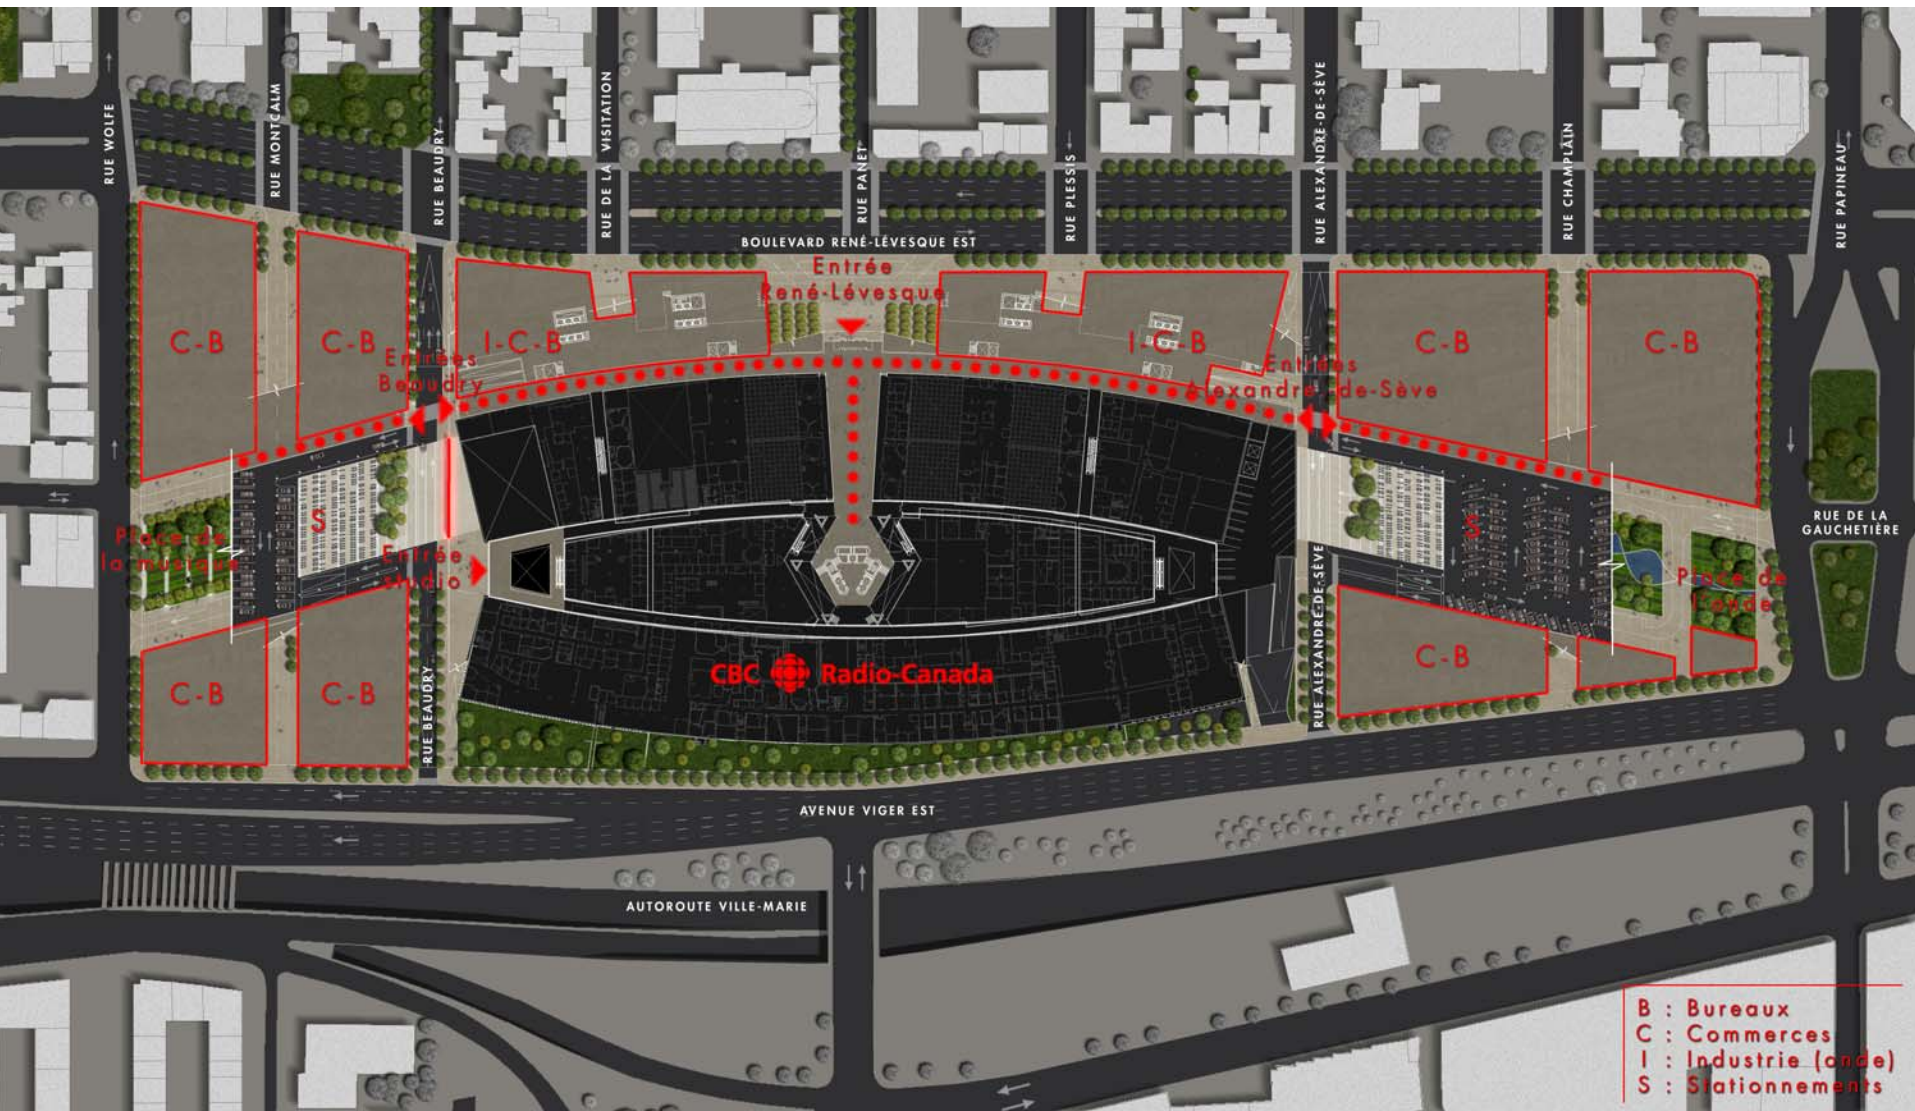 RUE WOLFE
RUE MONTCALM
RUE BEAUDRY
RUE DE LA VISITATION
RUE PANET
RUE PLESSIS
RUE ALEXANDRE-DE-SÈVE
RUE CHAMPLAIN
RUE PAPINEAU
BOULEVARD RENÉ-LÉVESQUE EST
Entrée
René-Lévesque
C-B
C-B
I-C-B
I-C-B
C-B
C-B
Entrées
Beaudry
Entrées
Alexandre-de-Sève
S
S
RUE DE LA
GAUCHETIÈRE
Place de
la musique
Entrée
studio
Place de
l'onde
RUE ALEXANDRE-DE-SÈVE
C-B
C-B
C-B
RUE BEAUDRY
CBC Radio-Canada
AVENUE VIGER EST
AUTOROUTE VILLE-MARIE
B : Bureaux
C : Commerces
I : Industrie (onde)
S : Stationnements